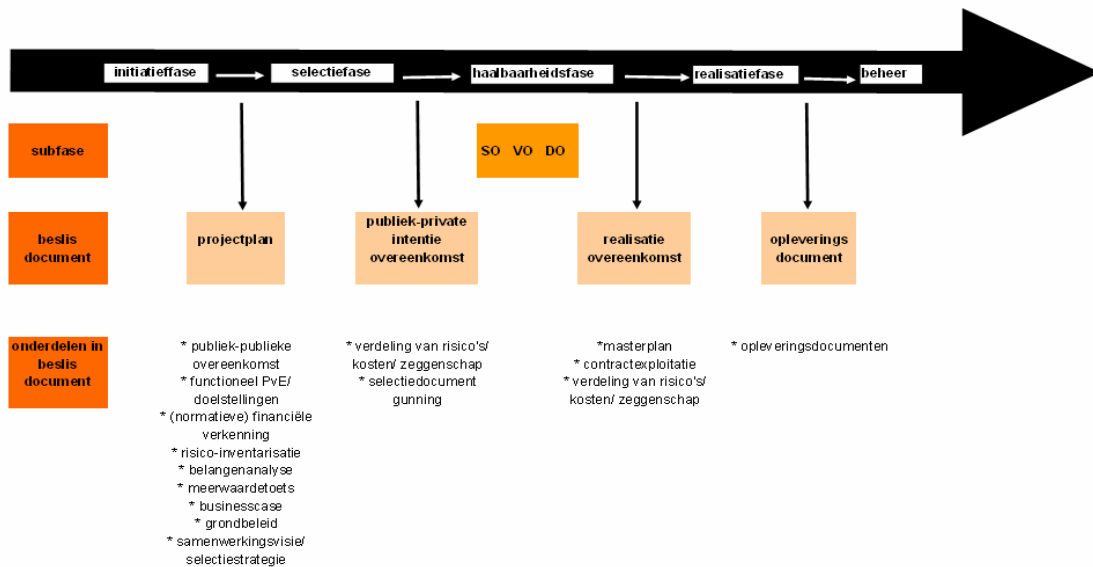 initiatieffase
selectiefase
haalbaarheidsfase
realisatiefase
beheer
subfase
SO VO DO
beslis
document
projectplan
publiek-private
intentie
overeenkomst
realisatie
overeenkomst
opleverings
document
onderdelen in
beslis
document
* publiek-publieke
overeenkomst
* functioneel PvE/
doelstellingen
* (normatieve) financiële
verkenning
* risico-inventarisatie
* belangenanalyse
* meerwaardetoets
* businesscase
* grondbeleid
* samenwerkingsvisie/
selectiestrategie
* verdeling van risico's/
kosten/ zeggenschap
* selectiedocument
gunning
*masterplan
* contractexploitatie
* verdeling van risico's/
kosten/ zeggenschap
* opleveringsdocumenten